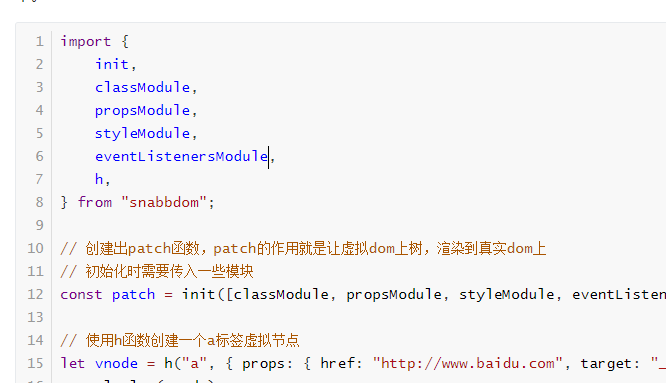 1 import {
2 init,
3 classModule,
4 propsModule,
5 styleModule,
6 eventListenersModule,
7 h,
8 } from "snabbdom";
9
10 // 创建出patch函数，patch的作用就是让虚拟dom上树，渲染到真实dom上
11 // 初始化时需要传入一些模块
12 const patch = init([classModule, propsModule, styleModule, eventListen
13
14 // 使用h函数创建一个a标签虚拟节点
15 let vnode = h("a", { props: { href: "http://www.baidu.com", target: "_